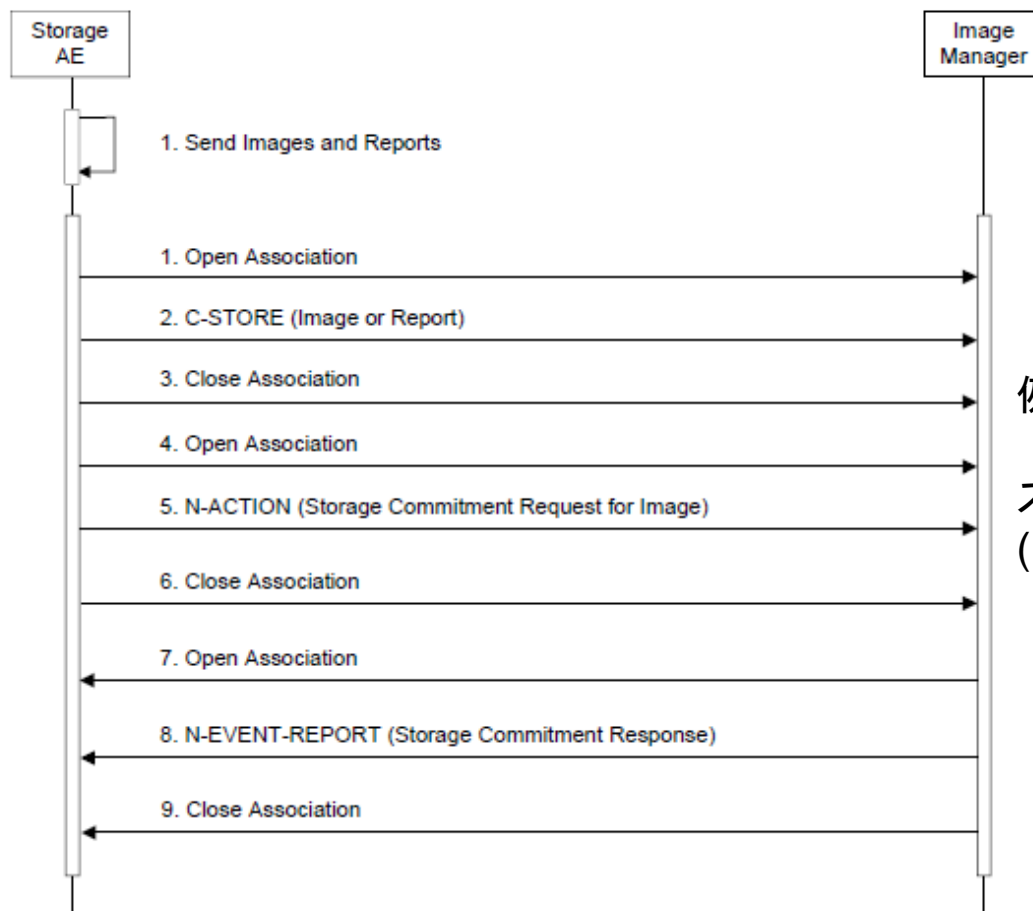 Storage
AE
Image
Manager
1. Send Images and Reports
1. Open Association
2. C-STORE (Image or Report)
3. Close Association
4. Open Association
5. N-ACTION (Storage Commitment Request for Image)
6. Close Association
7. Open Association
8. N-EVENT-REPORT (Storage Commitment Response)
9. Close Association
(